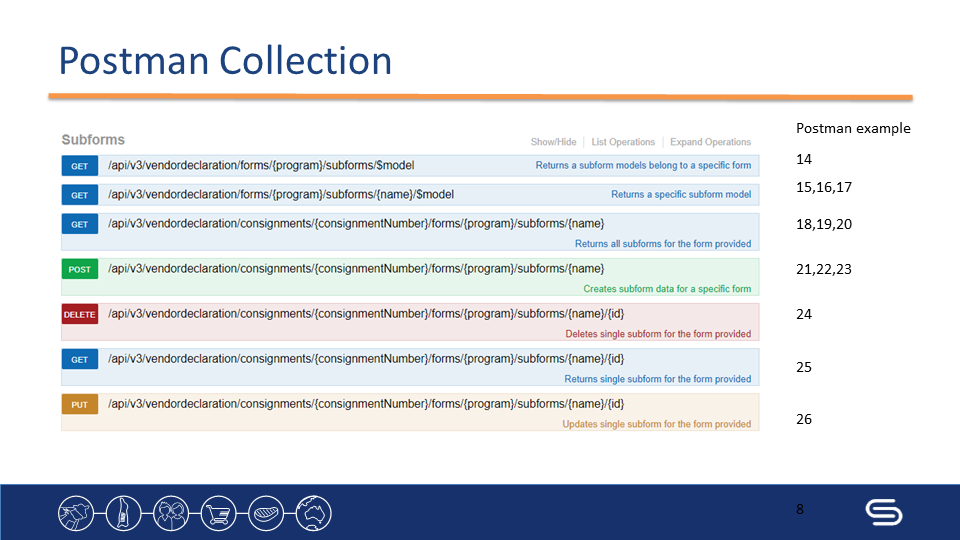 Postman Collection
Postman example
Subforms
Show/Hide List Operations Expand Operations
GET /api/v3/vendordeclaration/forms/{program}/subforms/$model Returns a subform models belong to a specific form
14
GET /api/v3/vendordeclaration/forms/{program}/subforms/{name}/$model Returns a specific subform model
15,16,17
GET /api/v3/vendordeclaration/consignments/{consignmentNumber}/forms/{program}/subforms/{name}
18,19,20
Returns all subforms for the form provided
POST /api/v3/vendordeclaration/consignments/{consignmentNumber}/forms/{program}/subforms/{name}
21,22,23
Creates subform data for a specific form
DELETE /api/v3/vendordeclaration/consignments/{consignmentNumber}/forms/{program}/subforms/{name}/{id}
24
Deletes single subform for the form provided
GET /api/v3/vendordeclaration/consignments/{consignmentNumber}/forms/{program}/subforms/{name}/{id}
25
Returns single subform for the form provided
PUT /api/v3/vendordeclaration/consignments/{consignmentNumber}/forms/{program}/subforms/{name}/{id}
26
Updates single subform for the form provided
8